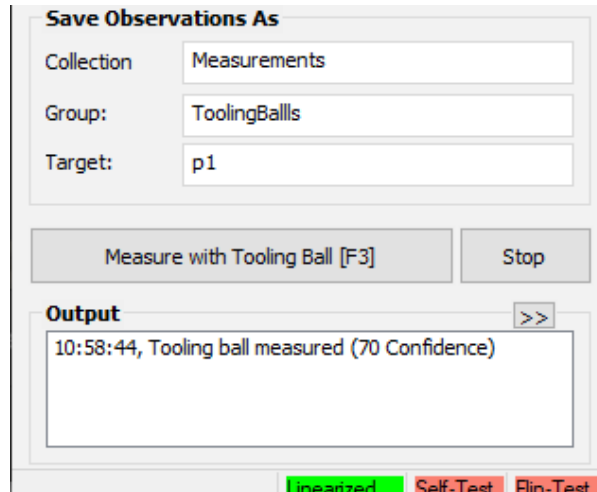 Save Observations As
Collection Measurements
Group: ToolingBallls
Target: p1
Measure with Tooling Ball [F3] Stop
Output >>
10:58:44, Tooling ball measured (70 Confidence)
Linearized Self-Test Flip-Test